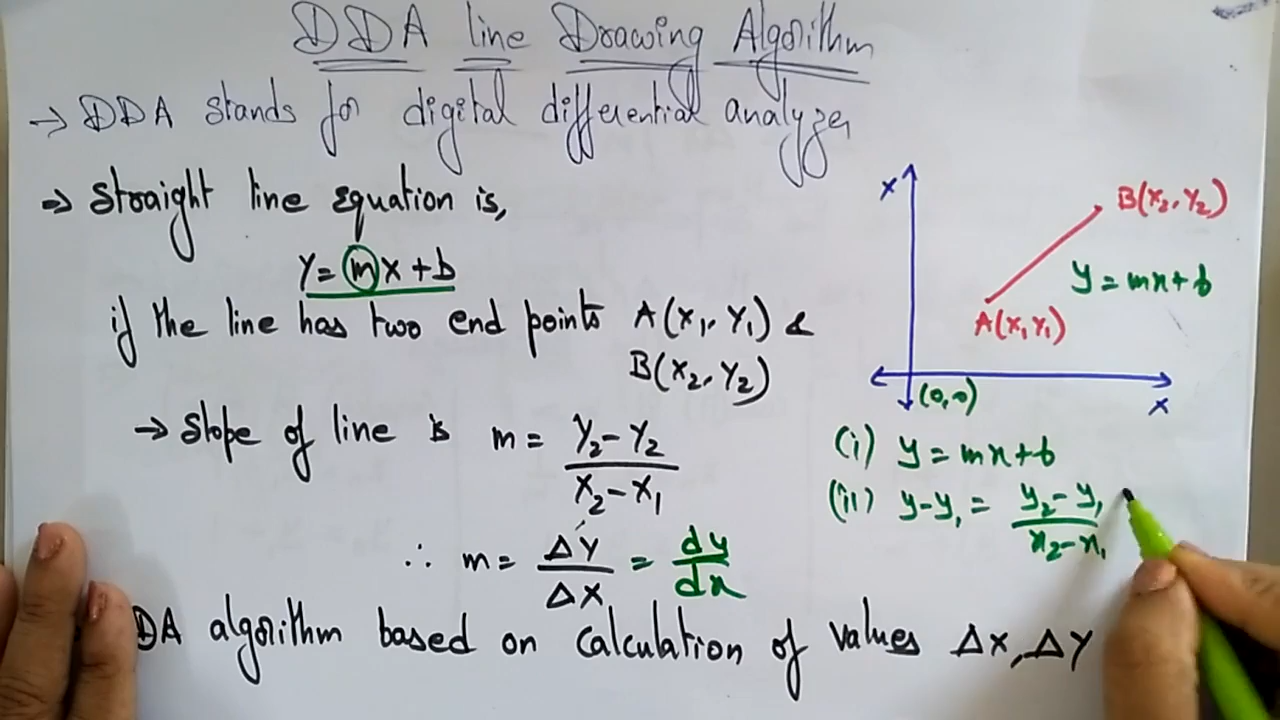 DDA line Drawing Algorithm
→ DDA stands for digital differential analyzer
→ Straight line Equation is,
Y = mX + b
if the line has two end points A(X₁, Y₁) &
B(X₂, Y₂)
→ Slope of line is m = Y₂ - Y₂ / X₂ - X₁
∴ m = ΔY / ΔX = dy / dx
DA algorithm based on Calculation of values ΔX, ΔY
X
B(X₂, Y₂)
y = mx + b
A(X₁ Y₁)
(0,0)
X
(i) y = mx + b
(ii) y - y₁ = y₂ - y₁ / x₂ - x₁